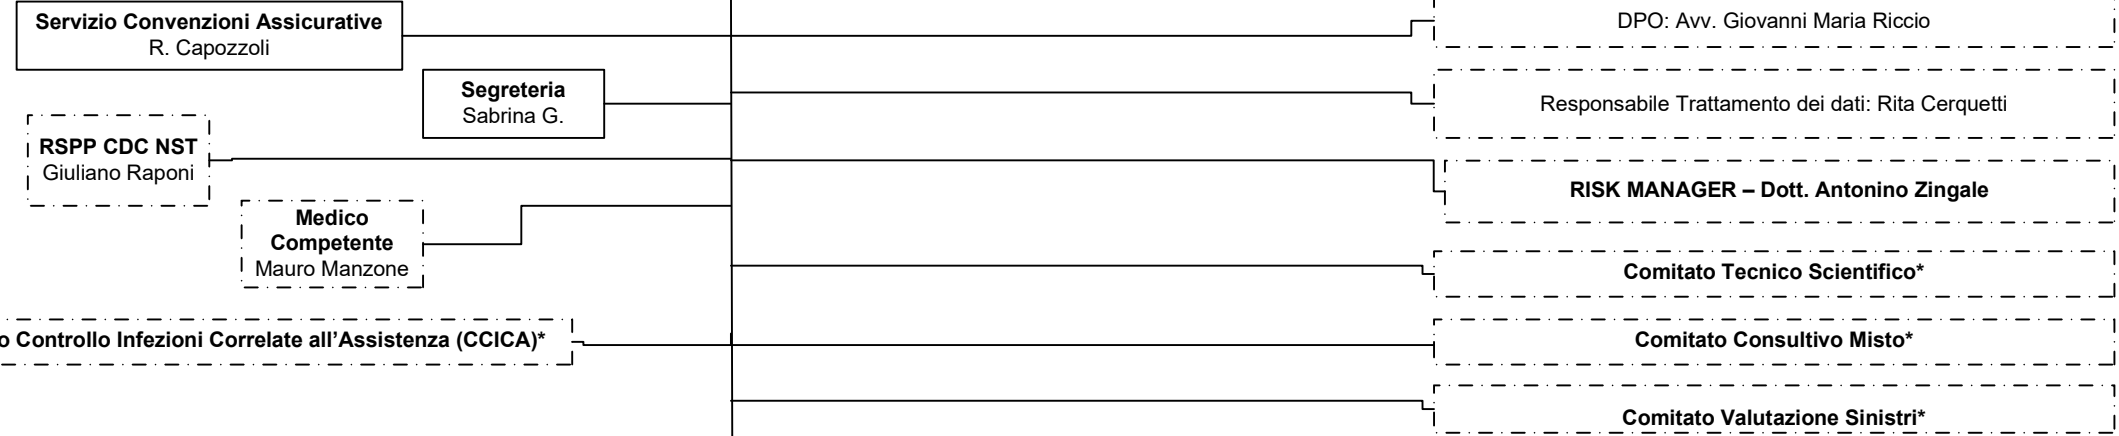 Servizio Convenzioni Assicurative
R. Capozzoli
DPO: Avv. Giovanni Maria Riccio
Segreteria
Sabrina G.
Responsabile Trattamento dei dati: Rita Cerquetti
RSPP CDC NST
Giuliano Raponi
RISK MANAGER – Dott. Antonino Zingale
Medico
Competente
Mauro Manzone
Comitato Tecnico Scientifico*
o Controllo Infezioni Correlate all’Assistenza (CCICA)*
Comitato Consultivo Misto*
Comitato Valutazione Sinistri*